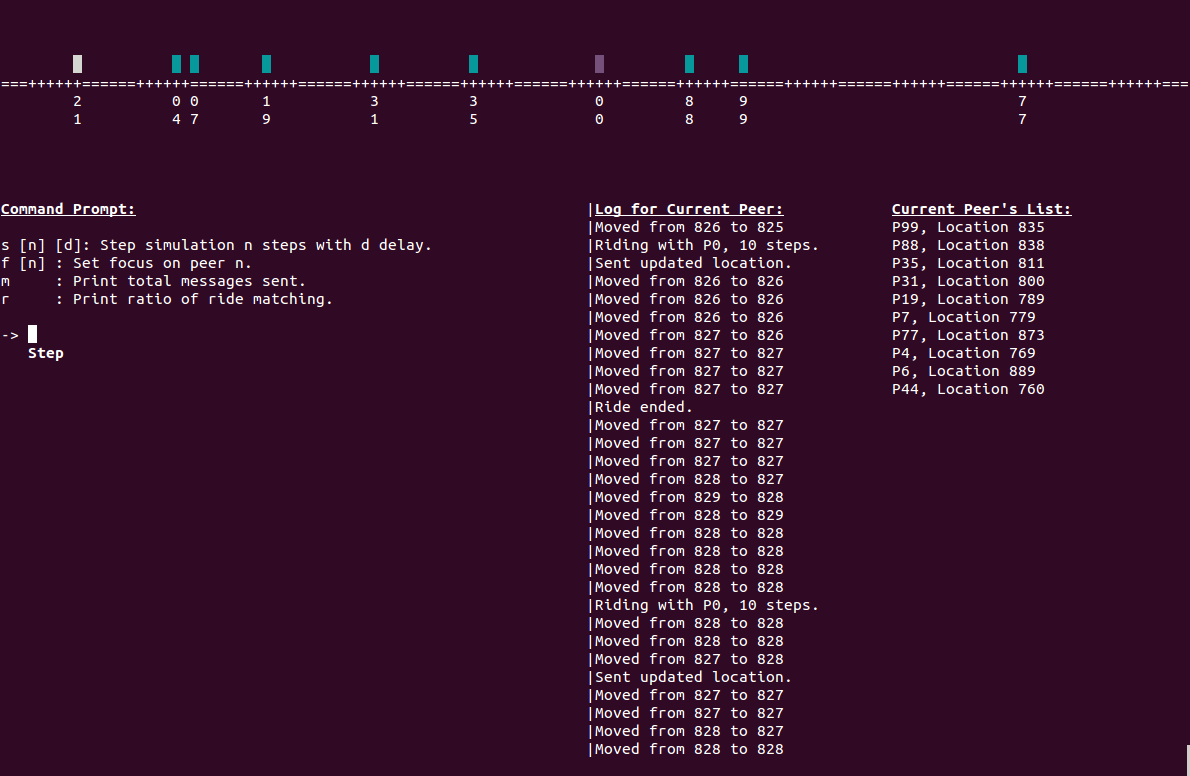 ===++++++======++++++======++++++======++++++======++++++======++++++======++++++======++++++======++++++======++++++======++++++===
2 0 0 1 3 3 0 8 9 7
1 4 7 9 1 5 0 8 9 7
Command Prompt:
s [n] [d]: Step simulation n steps with d delay.
f [n] : Set focus on peer n.
m : Print total messages sent.
r : Print ratio of ride matching.
->
Step
|Log for Current Peer:
|Moved from 826 to 825
|Riding with P0, 10 steps.
|Sent updated location.
|Moved from 826 to 826
|Moved from 826 to 826
|Moved from 826 to 826
|Moved from 827 to 826
|Moved from 827 to 827
|Moved from 827 to 827
|Moved from 827 to 827
|Ride ended.
|Moved from 827 to 827
|Moved from 827 to 827
|Moved from 827 to 827
|Moved from 828 to 827
|Moved from 829 to 828
|Moved from 828 to 829
|Moved from 828 to 828
|Moved from 828 to 828
|Moved from 828 to 828
|Moved from 828 to 828
|Riding with P0, 10 steps.
|Moved from 828 to 828
|Moved from 828 to 828
|Moved from 827 to 828
|Sent updated location.
|Moved from 827 to 827
|Moved from 827 to 827
|Moved from 828 to 827
|Moved from 828 to 828
Current Peer's List:
P99, Location 835
P88, Location 838
P35, Location 811
P31, Location 800
P19, Location 789
P7, Location 779
P77, Location 873
P4, Location 769
P6, Location 889
P44, Location 760